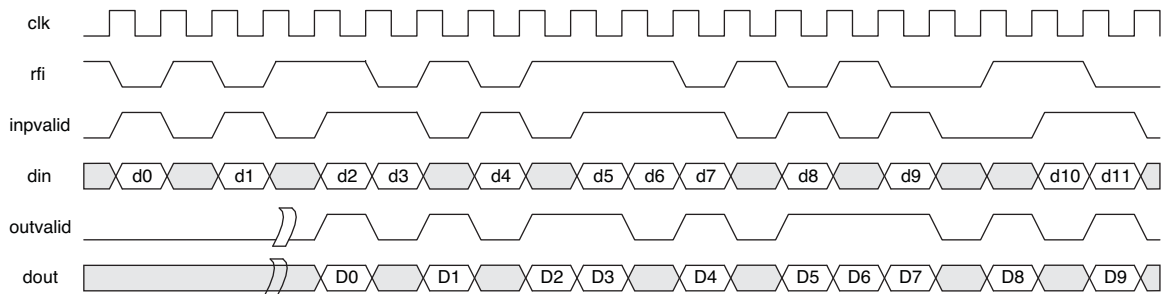 clk
rfi
inpvalid
din d0 d1 d2 d3 d4 d5 d6 d7 d8 d9 d10 d11
outvalid
dout D0 D1 D2 D3 D4 D5 D6 D7 D8 D9